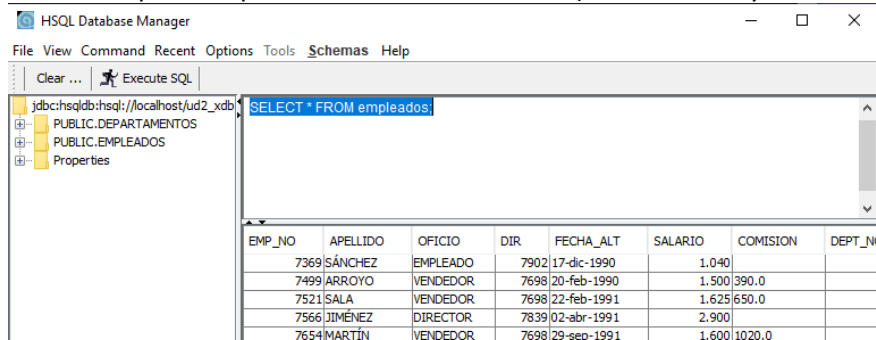 HSQL Database Manager
File View Command Recent Options Tools Schemas Help
Clear ... Execute SQL
jdbc:hsqldb:hsql://localhost/ud2_xdb
PUBLIC.DEPARTAMENTOS
PUBLIC.EMPLEADOS
Properties
SELECT * FROM empleados;
EMP_NO APELLIDO OFICIO DIR FECHA_ALT SALARIO COMISION DEPT_NO
7369 SÁNCHEZ EMPLEADO 7902 17-dic-1990 1.040
7499 ARROYO VENDEDOR 7698 20-feb-1990 1.500 390.0
7521 SALA VENDEDOR 7698 22-feb-1991 1.625 650.0
7566 JIMÉNEZ DIRECTOR 7839 02-abr-1991 2.900
7654 MARTÍN VENDEDOR 7698 29-sep-1991 1.600 1020.0